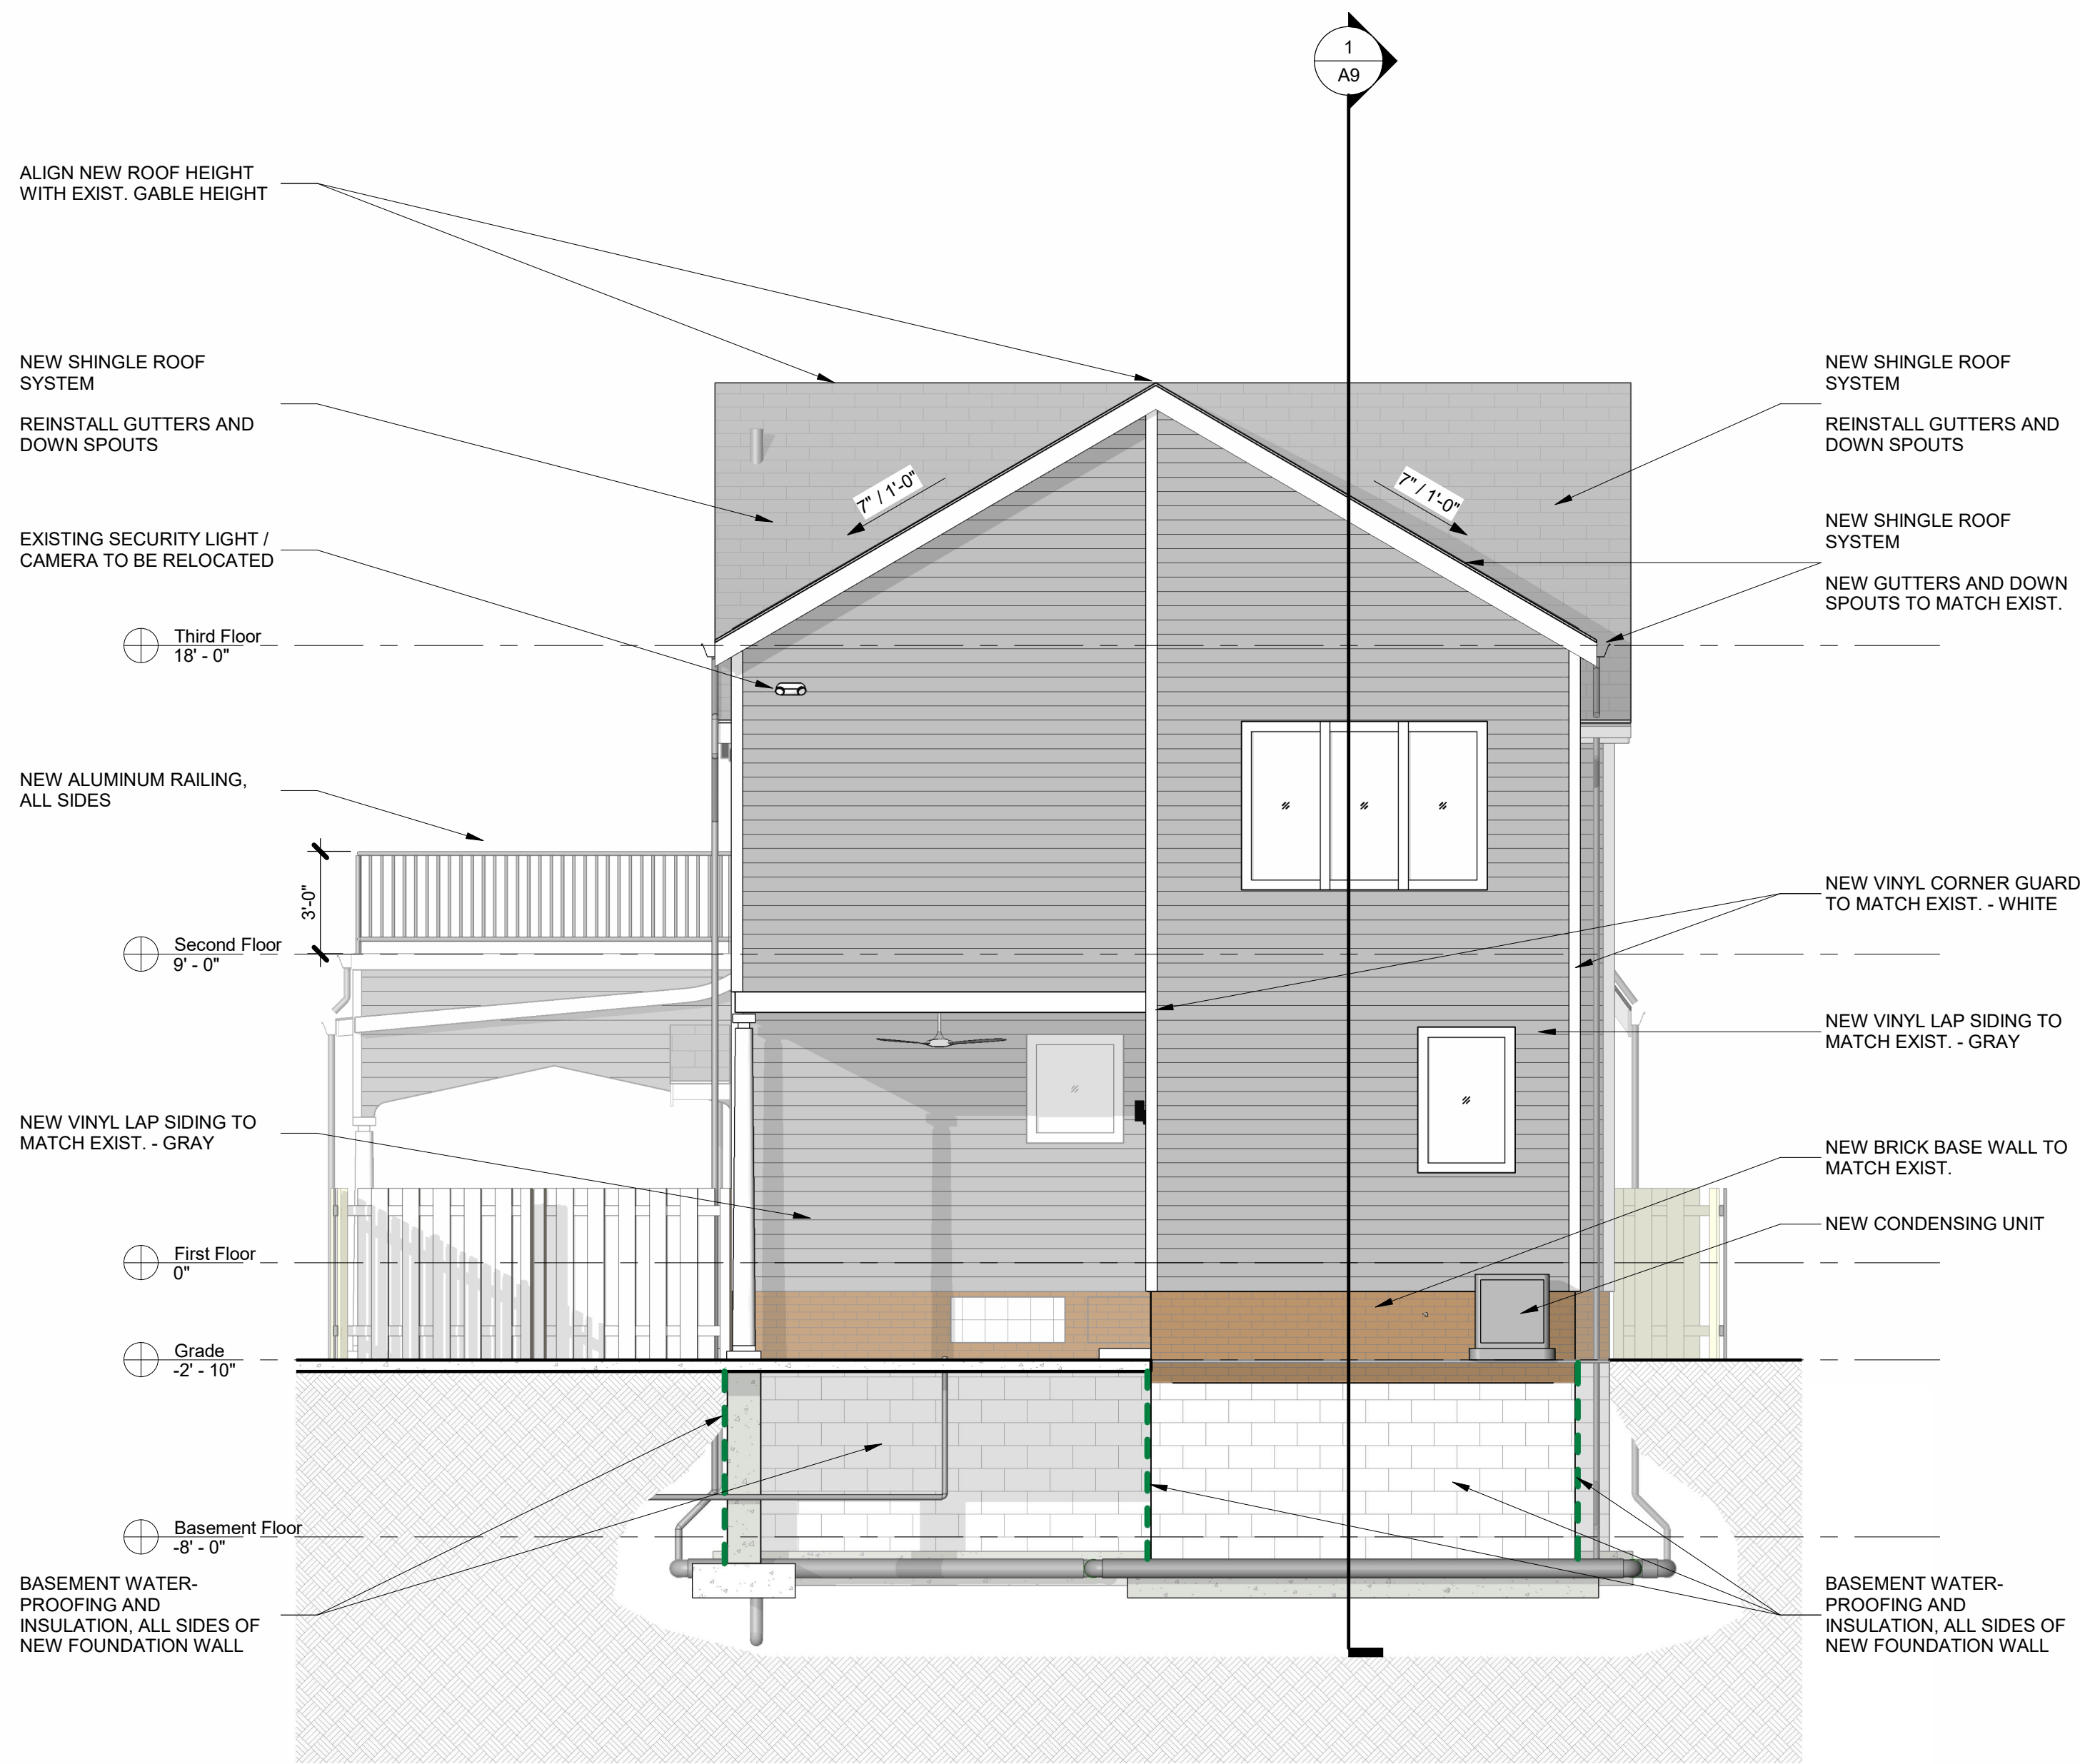 1
A9
ALIGN NEW ROOF HEIGHT
WITH EXIST. GABLE HEIGHT
NEW SHINGLE ROOF
SYSTEM
REINSTALL GUTTERS AND
DOWN SPOUTS
EXISTING SECURITY LIGHT /
CAMERA TO BE RELOCATED
Third Floor
18' - 0"
NEW ALUMINUM RAILING,
ALL SIDES
3'-0"
Second Floor
9' - 0"
NEW VINYL LAP SIDING TO
MATCH EXIST. - GRAY
First Floor
0"
Grade
-2' - 10"
Basement Floor
-8' - 0"
BASEMENT WATER-
PROOFING AND
INSULATION, ALL SIDES OF
NEW FOUNDATION WALL
7" / 1'-0"
7" / 1'-0"
NEW SHINGLE ROOF
SYSTEM
REINSTALL GUTTERS AND
DOWN SPOUTS
NEW SHINGLE ROOF
SYSTEM
NEW GUTTERS AND DOWN
SPOUTS TO MATCH EXIST.
NEW VINYL CORNER GUARD
TO MATCH EXIST. - WHITE
NEW VINYL LAP SIDING TO
MATCH EXIST. - GRAY
NEW BRICK BASE WALL TO
MATCH EXIST.
NEW CONDENSING UNIT
BASEMENT WATER-
PROOFING AND
INSULATION, ALL SIDES OF
NEW FOUNDATION WALL